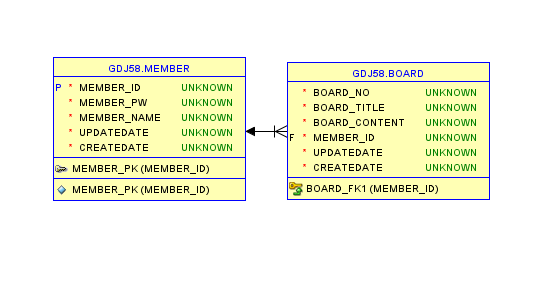 GDJ58.MEMBER
P * MEMBER_ID UNKNOWN
* MEMBER_PW UNKNOWN
* MEMBER_NAME UNKNOWN
* UPDATEDATE UNKNOWN
* CREATEDATE UNKNOWN
MEMBER_PK (MEMBER_ID)
MEMBER_PK (MEMBER_ID)
GDJ58.BOARD
* BOARD_NO UNKNOWN
* BOARD_TITLE UNKNOWN
* BOARD_CONTENT UNKNOWN
F * MEMBER_ID UNKNOWN
* UPDATEDATE UNKNOWN
* CREATEDATE UNKNOWN
BOARD_FK1 (MEMBER_ID)